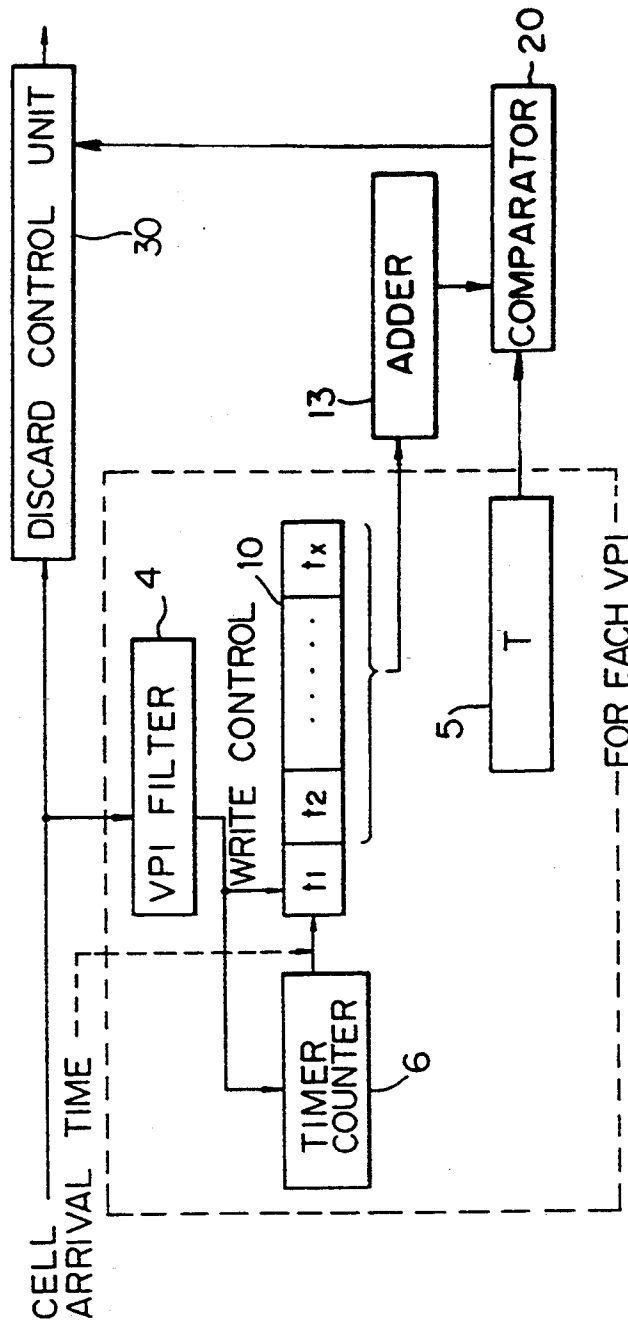 CELL
ARRIVAL TIME
DISCARD CONTROL UNIT
30
VPI FILTER
4
WRITE CONTROL
10
t1 t2 ...... tx
TIMER
COUNTER
6
13
ADDER
5
T
COMPARATOR
20
FOR EACH VPI